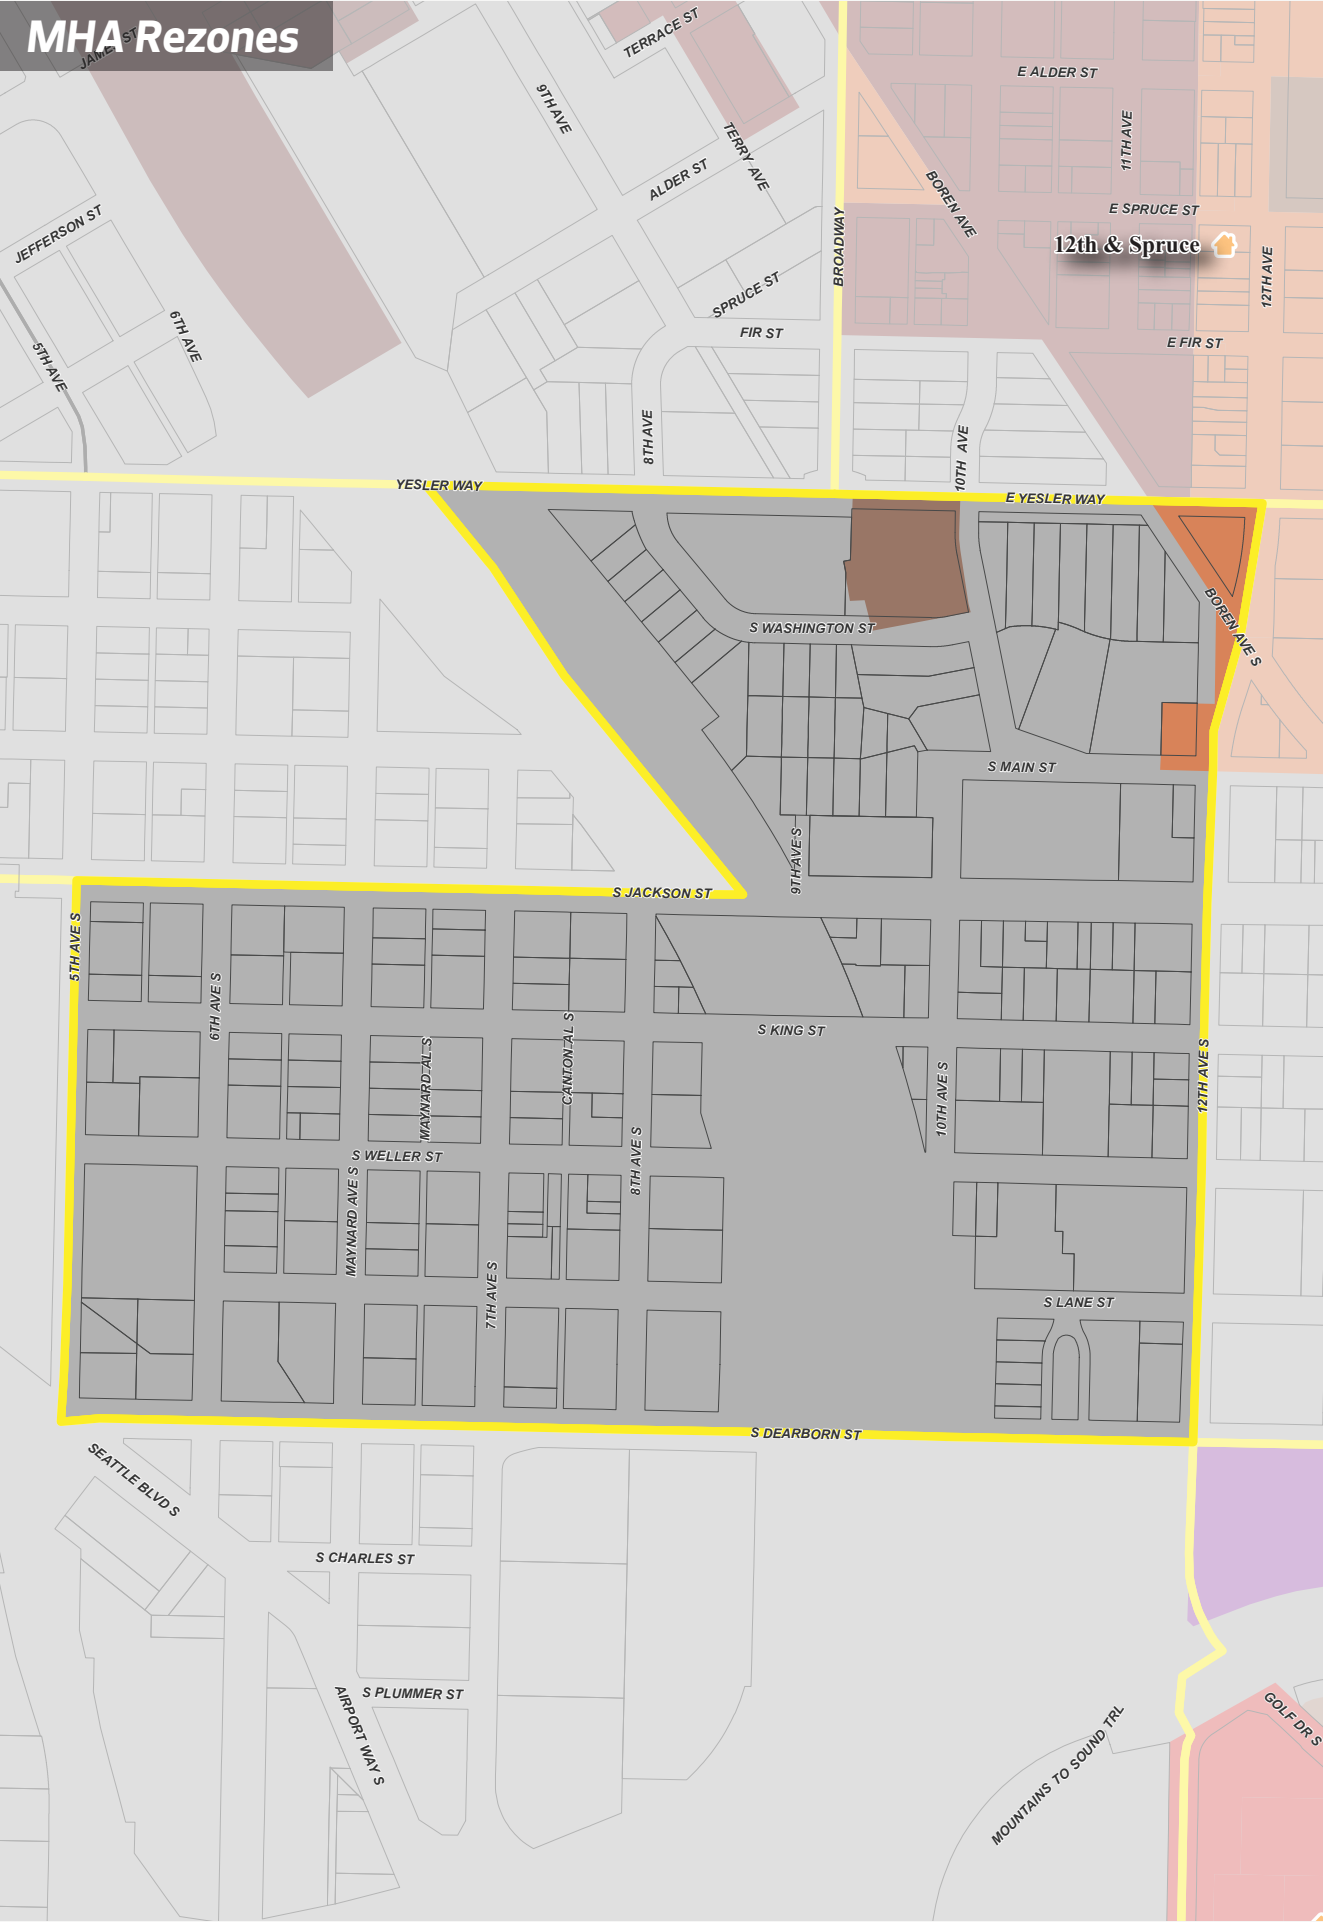 MHA Rezones
JAMES ST
TERRACE ST
E ALDER ST
9TH AVE
11TH AVE
TERRY AVE
ALDER ST
BOREN AVE
E SPRUCE ST
JEFFERSON ST
BROADWAY
12th & Spruce
12TH AVE
SPRUCE ST
6TH AVE
FIR ST
E FIR ST
5TH AVE
8TH AVE
10TH AVE
YESLER WAY
E YESLER WAY
S WASHINGTON ST
BOREN AVE S
S MAIN ST
9TH AVE S
S JACKSON ST
5TH AVE S
6TH AVE S
S KING ST
CANTON AL S
MAYNARD AL S
10TH AVE S
12TH AVE S
S WELLER ST
8TH AVE S
MAYNARD AVE S
7TH AVE S
S LANE ST
S DEARBORN ST
SEATTLE BLVD S
S CHARLES ST
S PLUMMER ST
AIRPORT WAY S
GOLF DR S
MOUNTAINS TO SOUND TRL